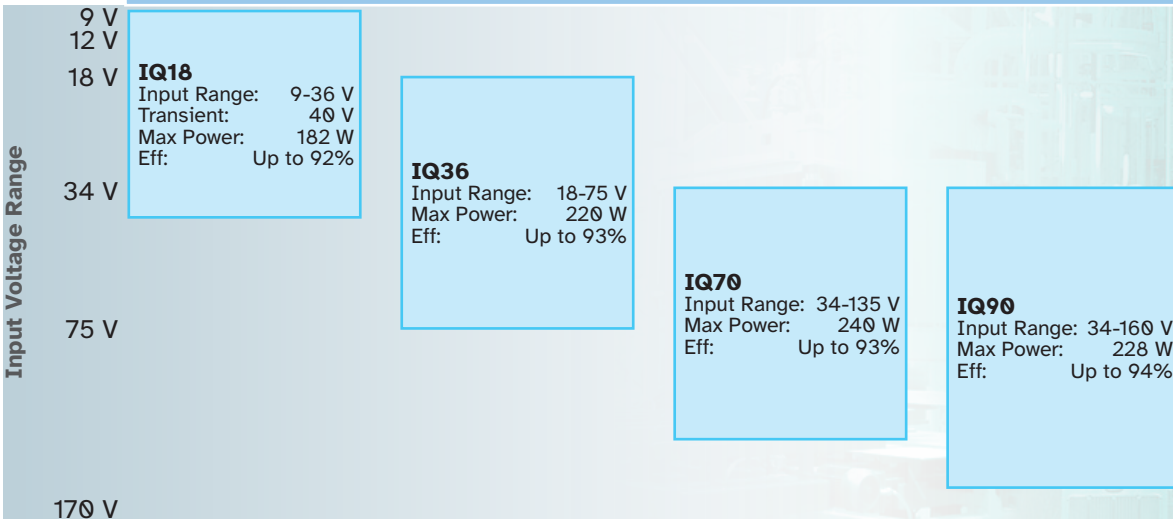 Input Voltage Range
9 V
12 V
18 V
34 V
75 V
170 V
IQ18
Input Range: 9-36 V
Transient: 40 V
Max Power: 182 W
Eff: Up to 92%
IQ36
Input Range: 18-75 V
Max Power: 220 W
Eff: Up to 93%
IQ70
Input Range: 34-135 V
Max Power: 240 W
Eff: Up to 93%
IQ90
Input Range: 34-160 V
Max Power: 228 W
Eff: Up to 94%